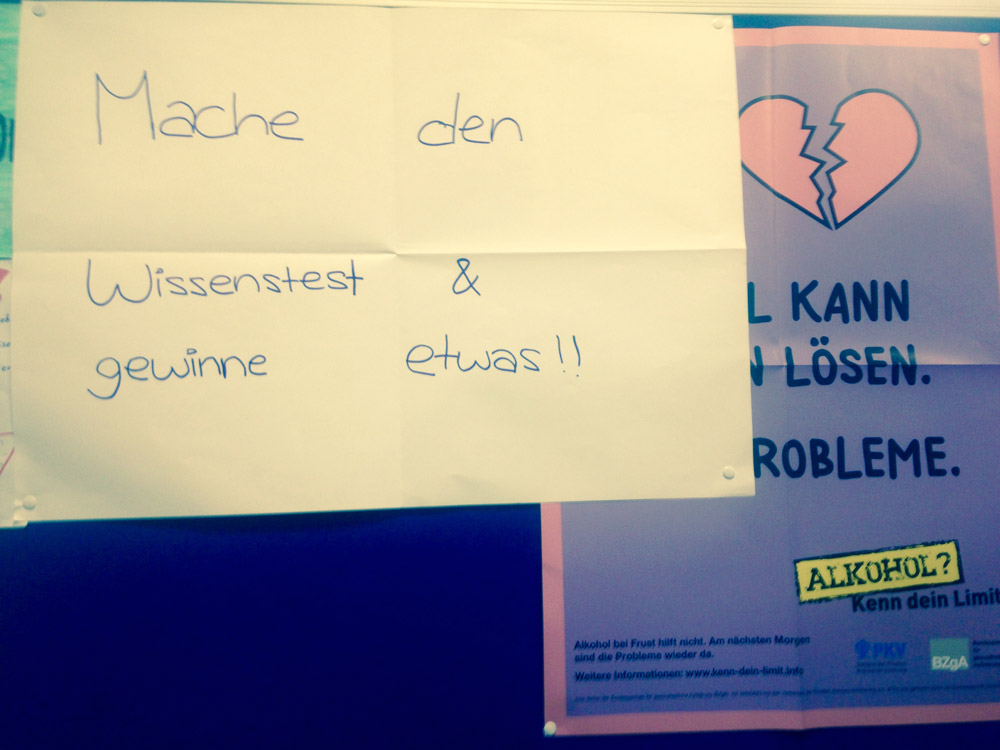 Mache den
Wissenstest &
gewinne etwas!!
L KANN
N LÖSEN.
ROBLEME.
ALKOHOL?
Kenn dein Limit
Alkohol bei Frust hilft nicht. Am nächsten Morgen
sind die Probleme wieder da.
Weitere Informationen: www.kenn-dein-limit.info
PKV
BZgA